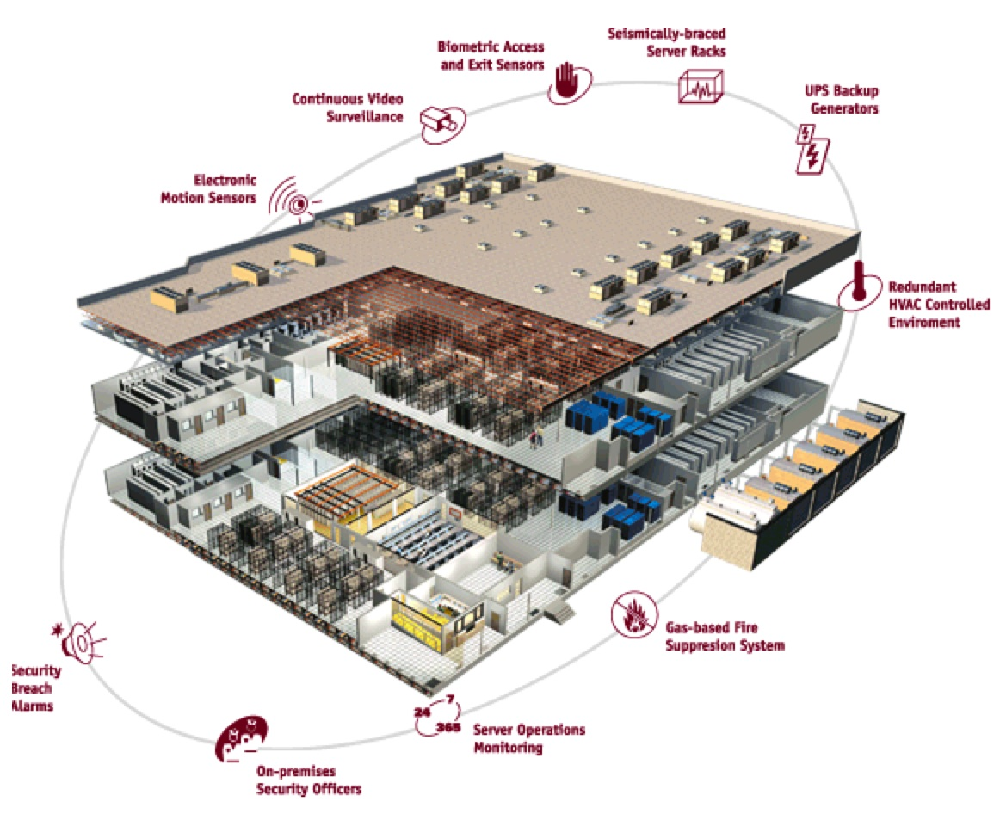 Seismically-braced
Server Racks
Biometric Access
and Exit Sensors
UPS Backup
Generators
Continuous Video
Surveillance
Electronic
Motion Sensors
Redundant
HVAC Controlled
Enviroment
Gas-based Fire
Suppresion System
Security
Breach
Alarms
24 7
365
Server Operations
Monitoring
On-premises
Security Officers